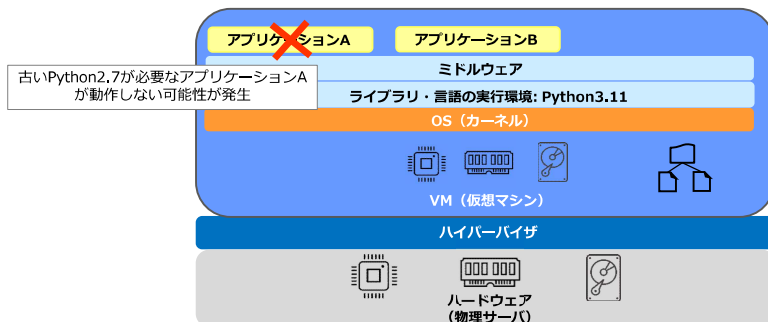 アプリケーションA
アプリケーションB
ミドルウェア
古いPython2.7が必要なアプリケーションA
が動作しない可能性が発生
ライブラリ・言語の実行環境: Python3.11
OS（カーネル）
VM（仮想マシン）
ハイパーバイザ
ハードウェア
（物理サーバ）